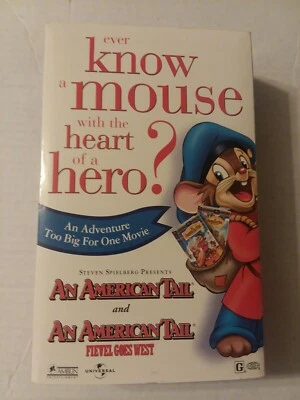 ever
know
a mouse
with the
heart
of a
hero?
An Adventure
Too Big For One Movie
STEVEN SPIELBERG PRESENTS
AN AMERICAN TAIL
and
AN AMERICAN TAIL
FIEVEL GOES WEST
AMBLIN
UNIVERSAL
G